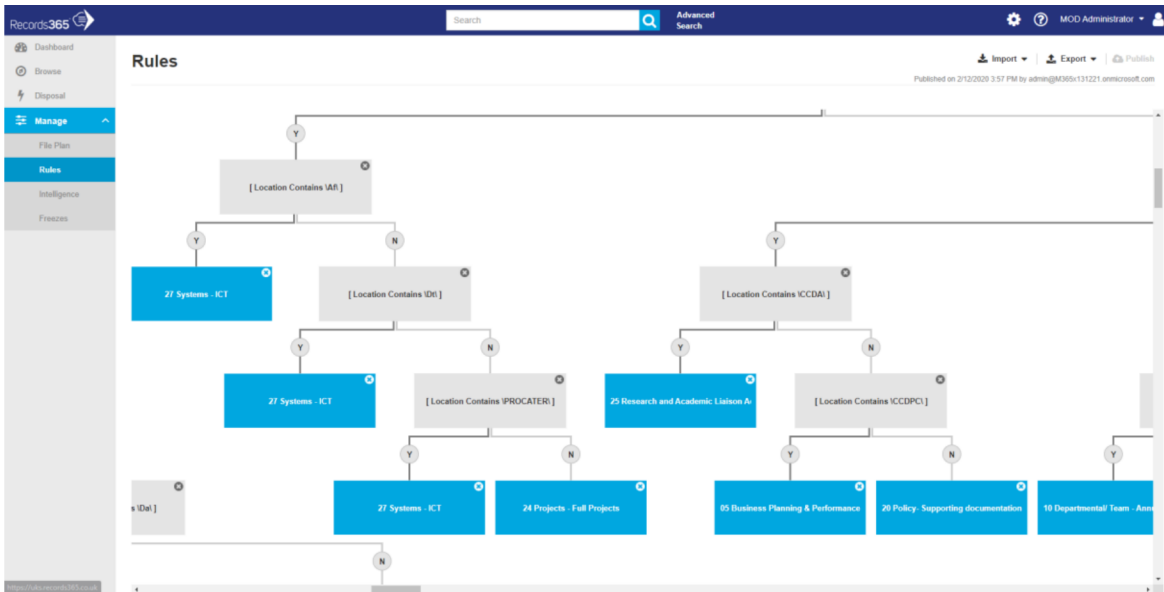 Records365
Search
Advanced
Search
MOD Administrator
Dashboard
Browse
Disposal
Manage
File Plan
Rules
Intelligence
Freezes
Rules
Import
Export
Publish
Published on 2/12/2020 3:57 PM by admin@M365x131221.onmicrosoft.com
Y
[ Location Contains \Af\ ]
Y
N
Y
27 Systems - ICT
[ Location Contains \Dt\ ]
[ Location Contains \CCDA\ ]
Y
N
Y
N
27 Systems - ICT
[ Location Contains \PROCATER\ ]
25 Research and Academic Liaison A
[ Location Contains \CCDPC\ ]
Y
N
Y
N
Y
s \Da\ ]
27 Systems - ICT
24 Projects - Full Projects
05 Business Planning & Performance
20 Policy- Supporting documentation
10 Departmental/ Team - Ann
N
https://uks.records365.co.uk